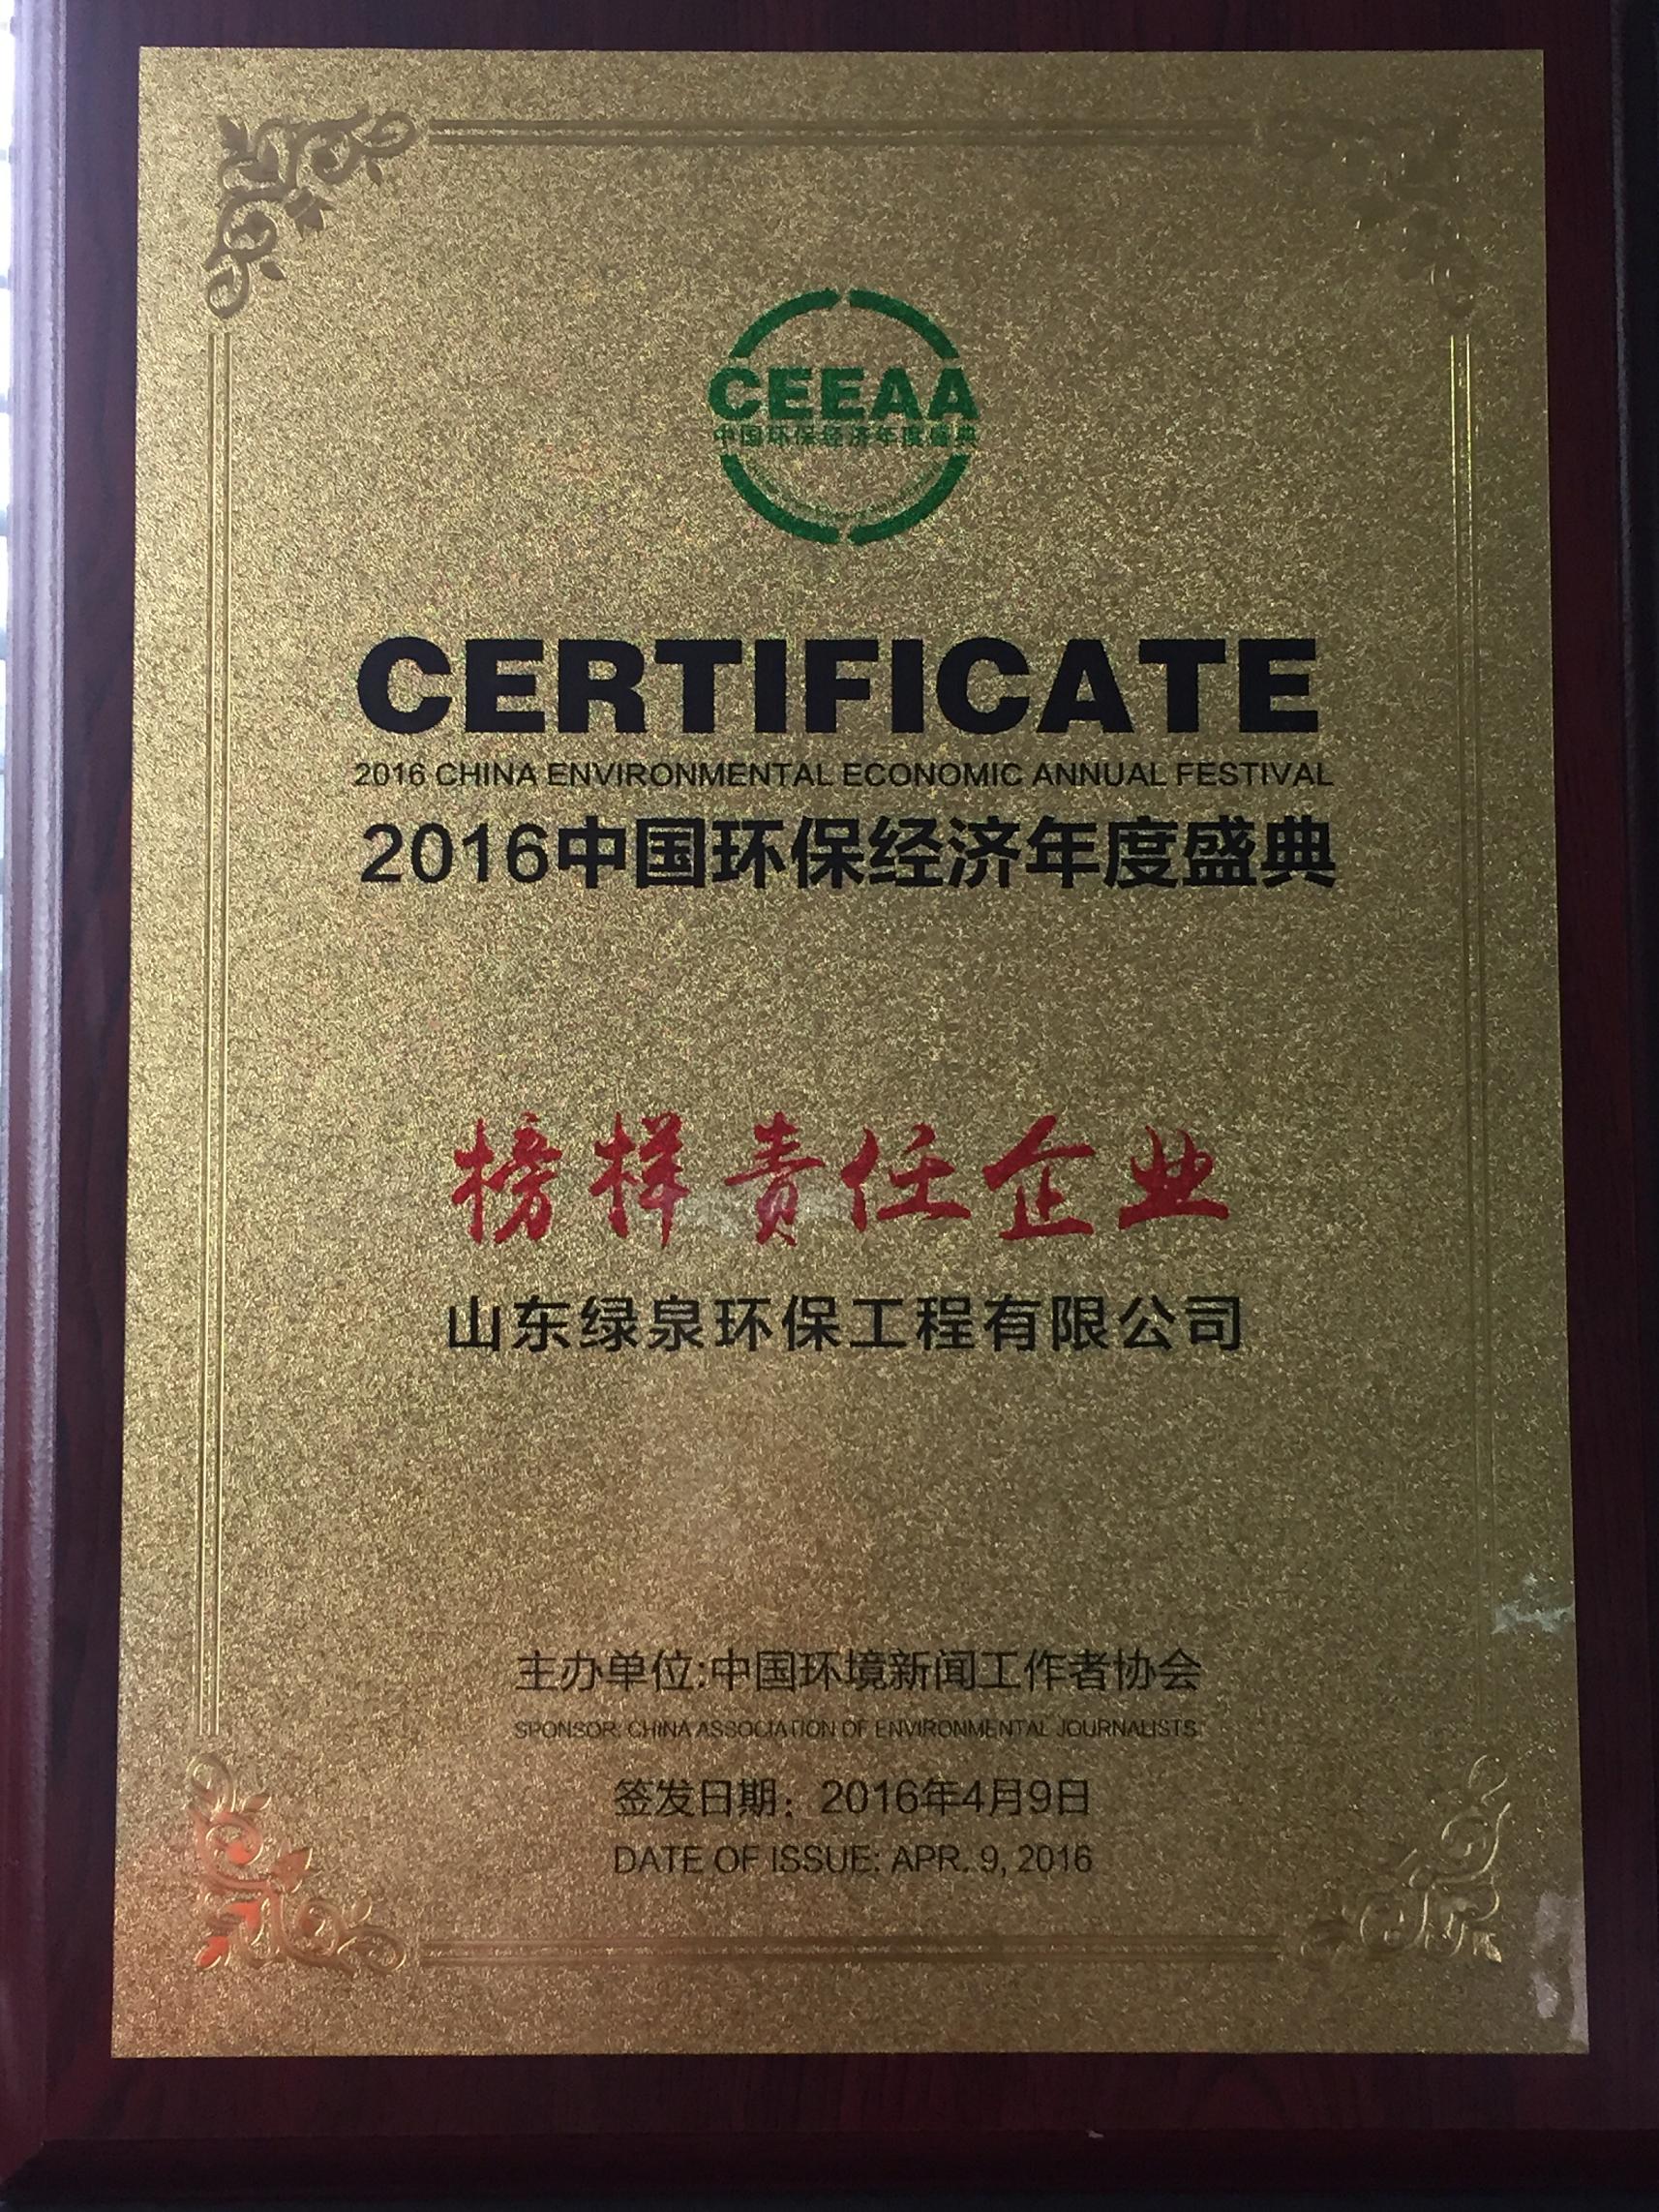 CEEAA
中国环保经济年度盛典
CERTIFICATE
2016 CHINA ENVIRONMENTAL ECONOMIC ANNUAL FESTIVAL
2016中国环保经济年度盛典
榜样责任企业
山东绿泉环保工程有限公司
主办单位:中国环境新闻工作者协会
SPONSOR: CHINA ASSOCIATION OF ENVIRONMENTAL JOURNALISTS
签发日期：2016年4月9日
DATE OF ISSUE: APR. 9, 2016